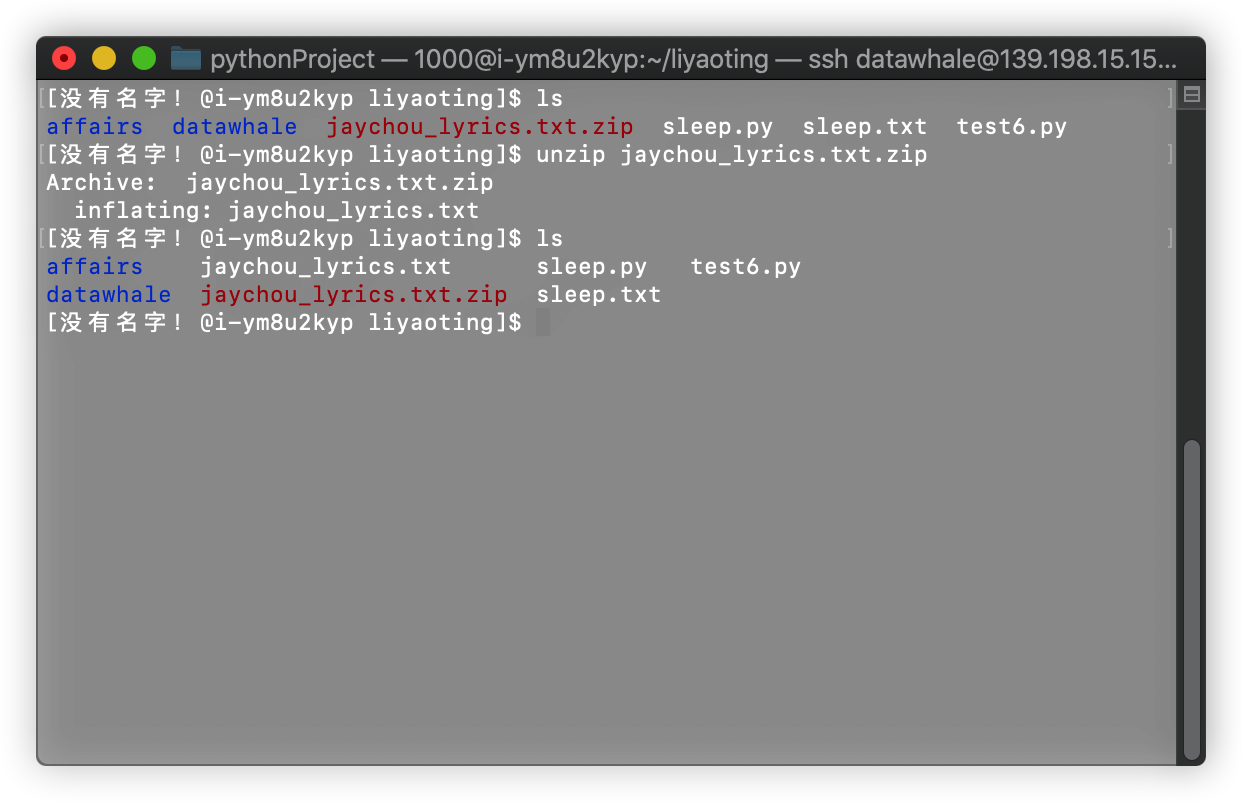 pythonProject — 1000@i-ym8u2kyp:~/liyaoting — ssh datawhale@139.198.15.15...
[[没有名字! @i-ym8u2kyp liyaoting]$ ls ]
affairs  datawhale  jaychou_lyrics.txt.zip  sleep.py  sleep.txt  test6.py
[[没有名字! @i-ym8u2kyp liyaoting]$ unzip jaychou_lyrics.txt.zip ]
Archive:  jaychou_lyrics.txt.zip
  inflating: jaychou_lyrics.txt
[[没有名字! @i-ym8u2kyp liyaoting]$ ls ]
affairs    jaychou_lyrics.txt      sleep.py   test6.py
datawhale  jaychou_lyrics.txt.zip  sleep.txt
[没有名字! @i-ym8u2kyp liyaoting]$